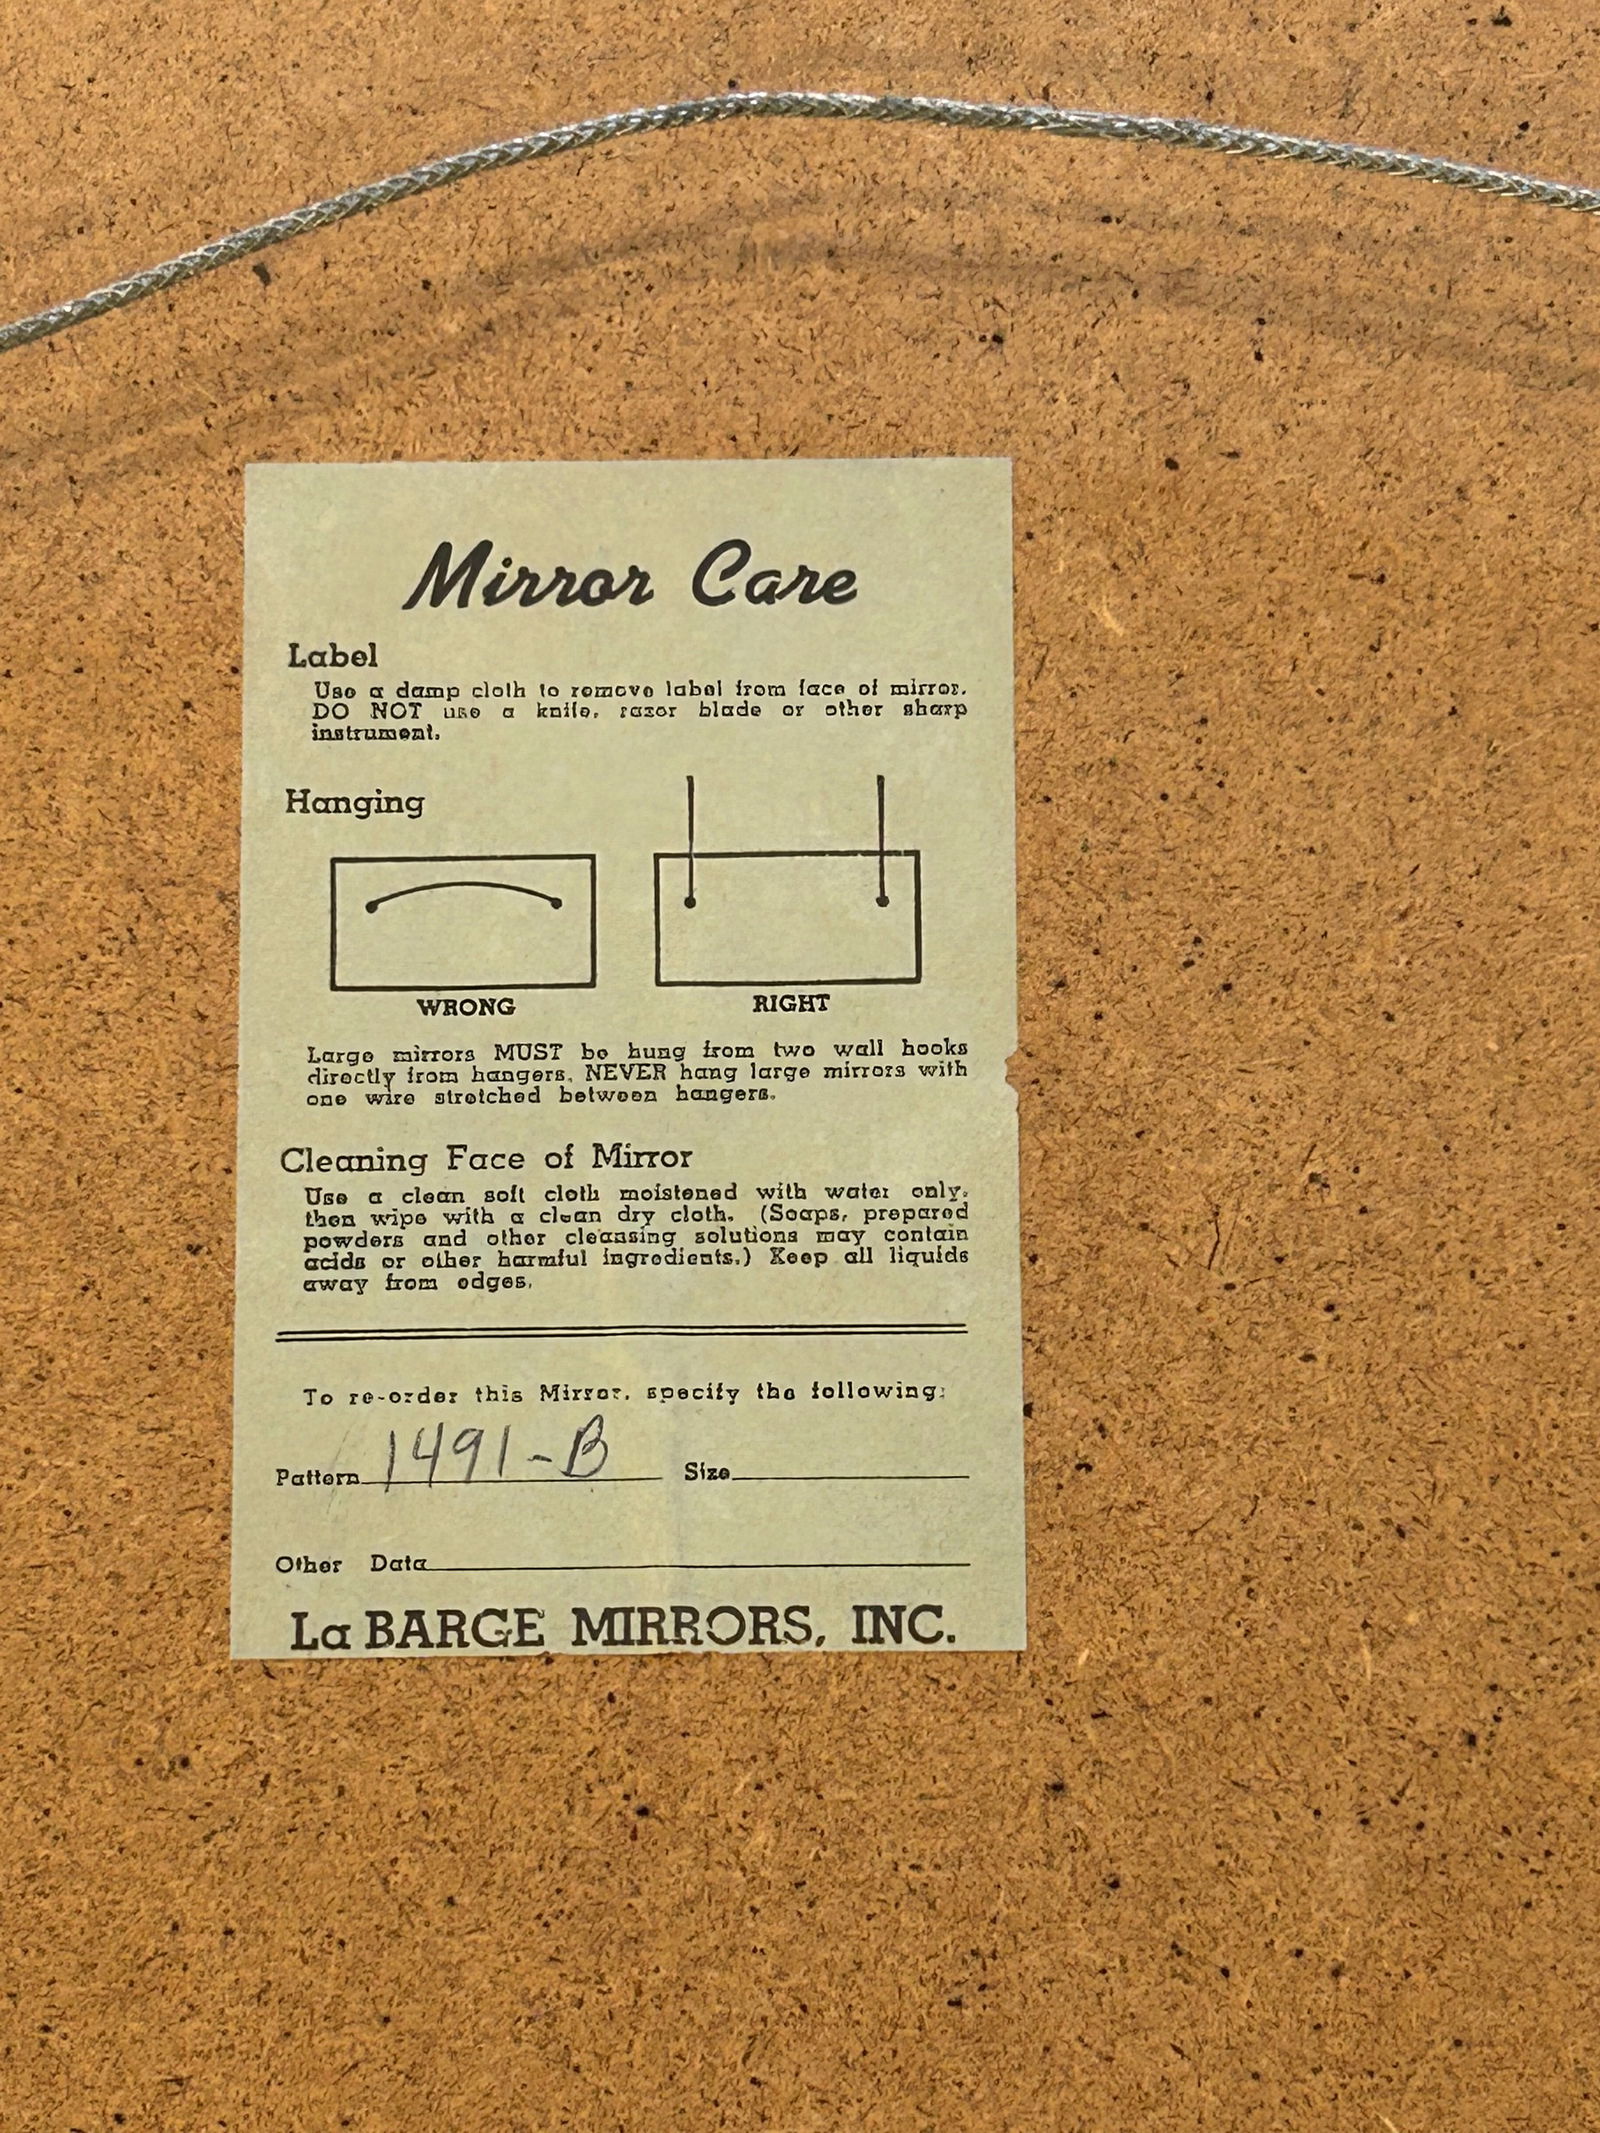 Mirror Care
Label
Use a damp cloth to remove label from face of mirror.
DO NOT use a knife, razor blade or other sharp
instrument.
Hanging
WRONG
RIGHT
Large mirrors MUST be hung from two wall hooks
directly from hangers. NEVER hang large mirrors with
one wire stretched between hangers.
Cleaning Face of Mirror
Use a clean soft cloth moistened with water only,
then wipe with a clean dry cloth. (Soaps, prepared
powders and other cleansing solutions may contain
acids or other harmful ingredients.) Keep all liquids
away from edges.
To re-order this Mirror, specify the following:
Pattern 1491-B Size
Other Data
La BARGE MIRRORS, INC.